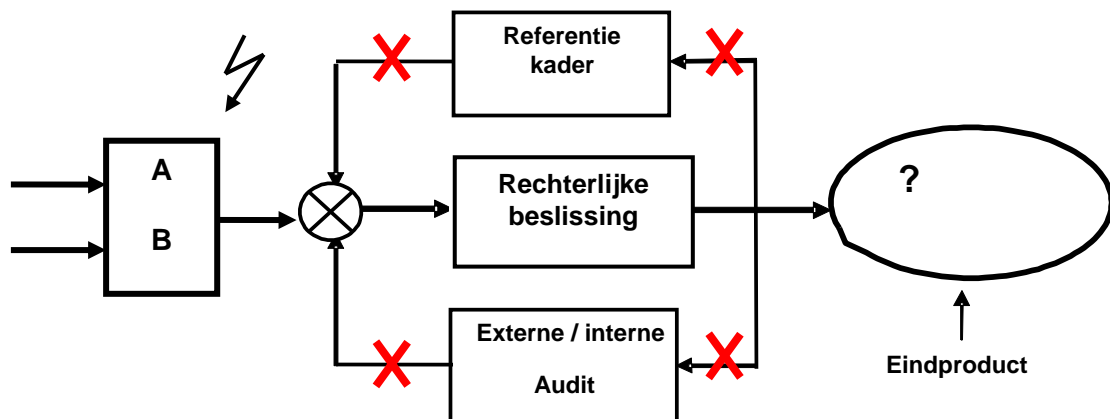 Referentie
kader
A
B
Rechterlijke
beslissing
?
Externe / interne
Audit
Eindproduct